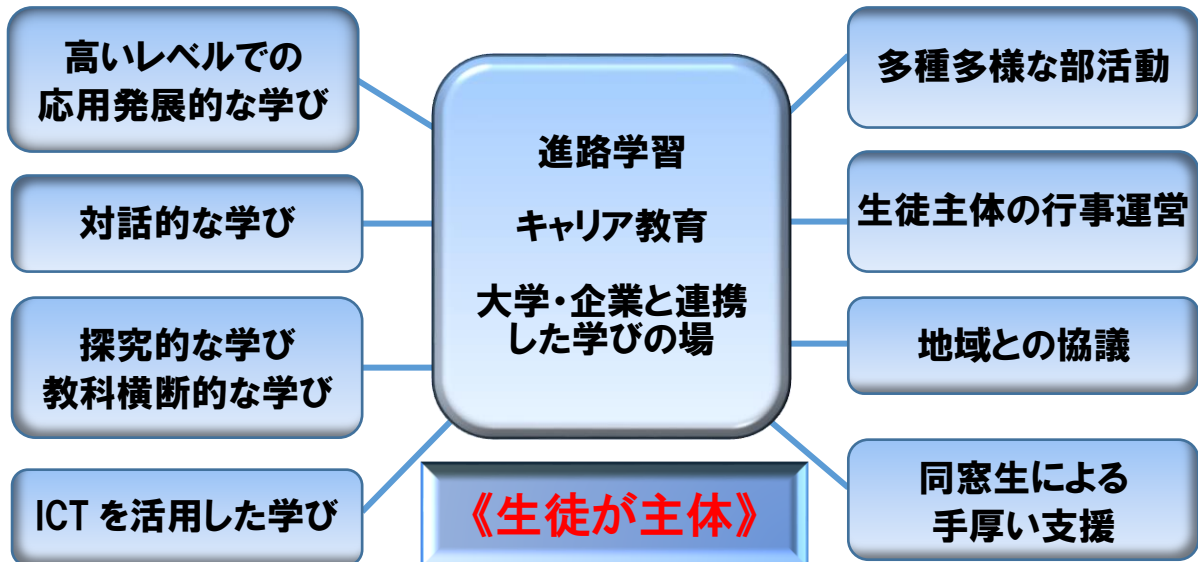 高いレベルでの
応用発展的な学び
対話的な学び
探究的な学び
教科横断的な学び
ICTを活用した学び
進路学習
キャリア教育
大学・企業と連携
した学びの場
《生徒が主体》
多種多様な部活動
生徒主体の行事運営
地域との協議
同窓生による
手厚い支援